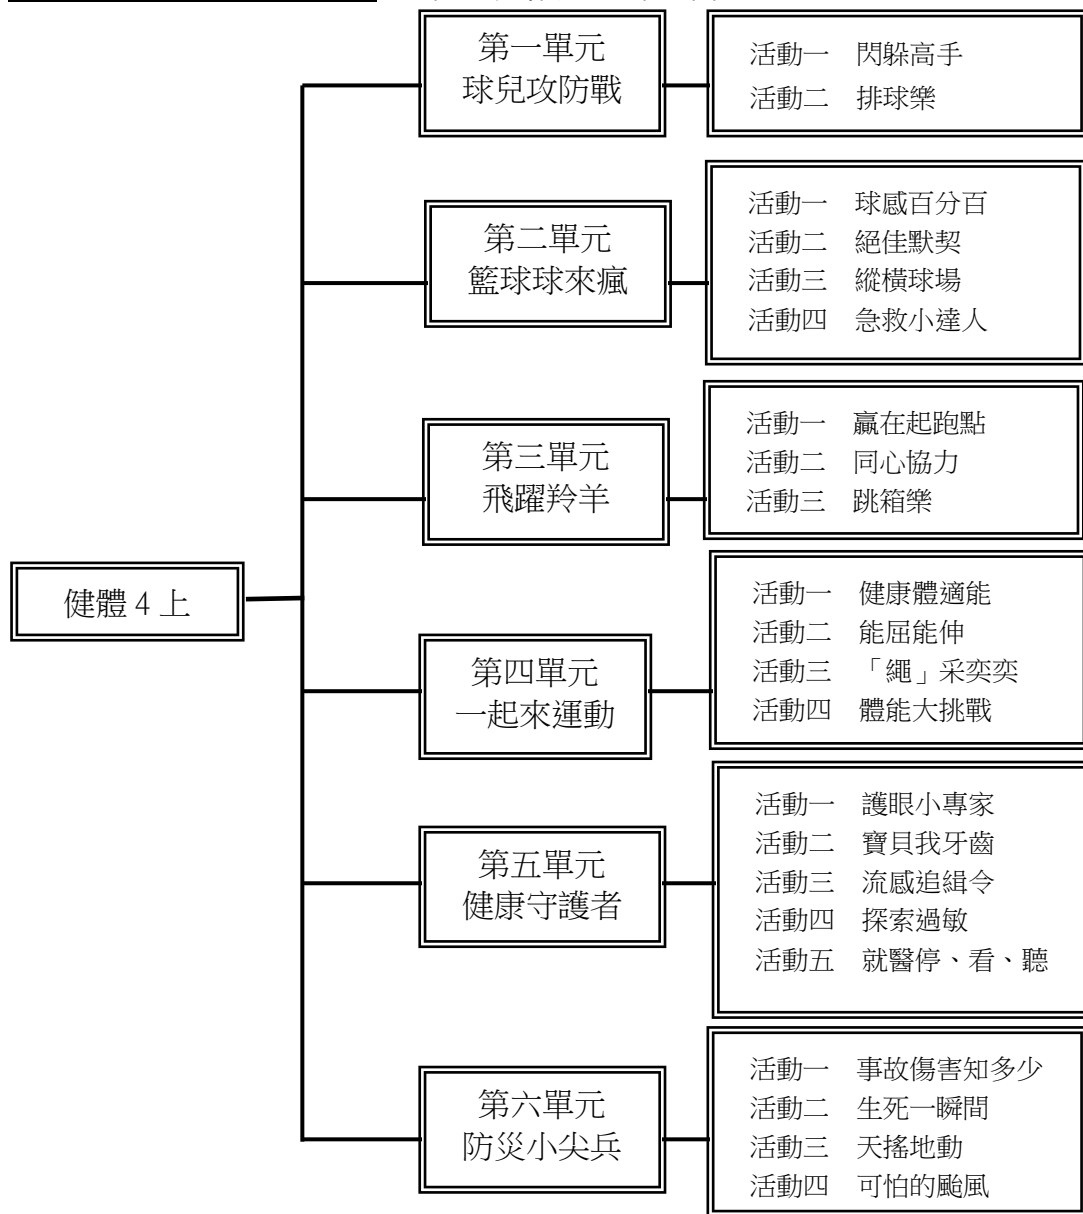 第一單元
球兒攻防戰
活動一 閃躲高手
活動二 排球樂
第二單元
籃球球來瘋
活動一 球感百分百
活動二 絕佳默契
活動三 縱橫球場
活動四 急救小達人
第三單元
飛躍羚羊
活動一 贏在起跑點
活動二 同心協力
活動三 跳箱樂
健體4上
第四單元
一起來運動
活動一 健康體適能
活動二 能屈能伸
活動三 「繩」采奕奕
活動四 體能大挑戰
第五單元
健康守護者
活動一 護眼小專家
活動二 寶貝我牙齒
活動三 流感追緝令
活動四 探索過敏
活動五 就醫停、看、聽
第六單元
防災小尖兵
活動一 事故傷害知多少
活動二 生死一瞬間
活動三 天搖地動
活動四 可怕的颱風